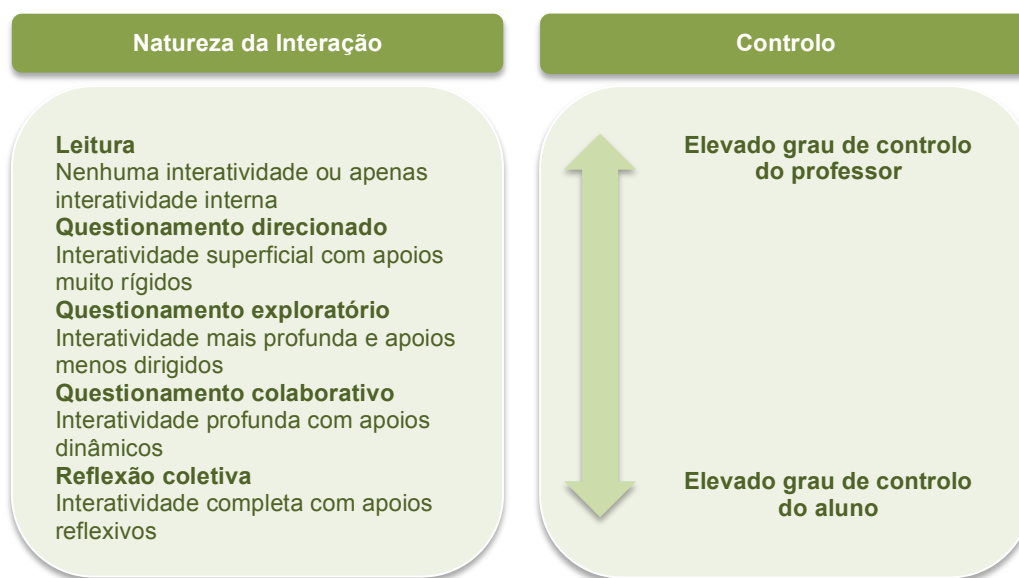 Natureza da Interação
Leitura
Nenhuma interatividade ou apenas
interatividade interna
Questionamento direcionado
Interatividade superficial com apoios
muito rígidos
Questionamento exploratório
Interatividade mais profunda e apoios
menos dirigidos
Questionamento colaborativo
Interatividade profunda com apoios
dinâmicos
Reflexão coletiva
Interatividade completa com apoios
reflexivos
Controlo
Elevado grau de controlo
do professor
Elevado grau de controlo
do aluno